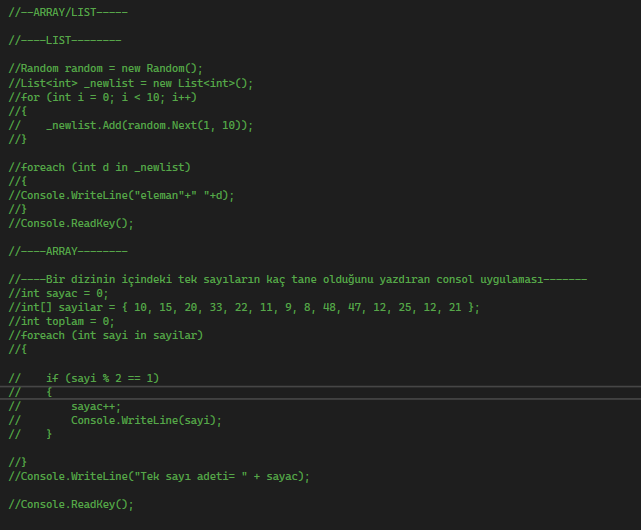 //--ARRAY/LIST-----
//----LIST--------
//Random random = new Random();
//List<int> _newlist = new List<int>();
//for (int i = 0; i < 10; i++)
//{
//    _newlist.Add(random.Next(1, 10));
//}
//foreach (int d in _newlist)
//{
//Console.WriteLine("eleman"+" "+d);
//}
//Console.ReadKey();
//----ARRAY--------
//----Bir dizinin içindeki tek sayıların kaç tane olduğunu yazdıran consol uygulaması-------
//int sayac = 0;
//int[] sayilar = { 10, 15, 20, 33, 22, 11, 9, 8, 48, 47, 12, 25, 12, 21 };
//int toplam = 0;
//foreach (int sayi in sayilar)
//{
//    if (sayi % 2 == 1)
//    {
//        sayac++;
//        Console.WriteLine(sayi);
//    }
//}
//Console.WriteLine("Tek sayı adeti= " + sayac);
//Console.ReadKey();